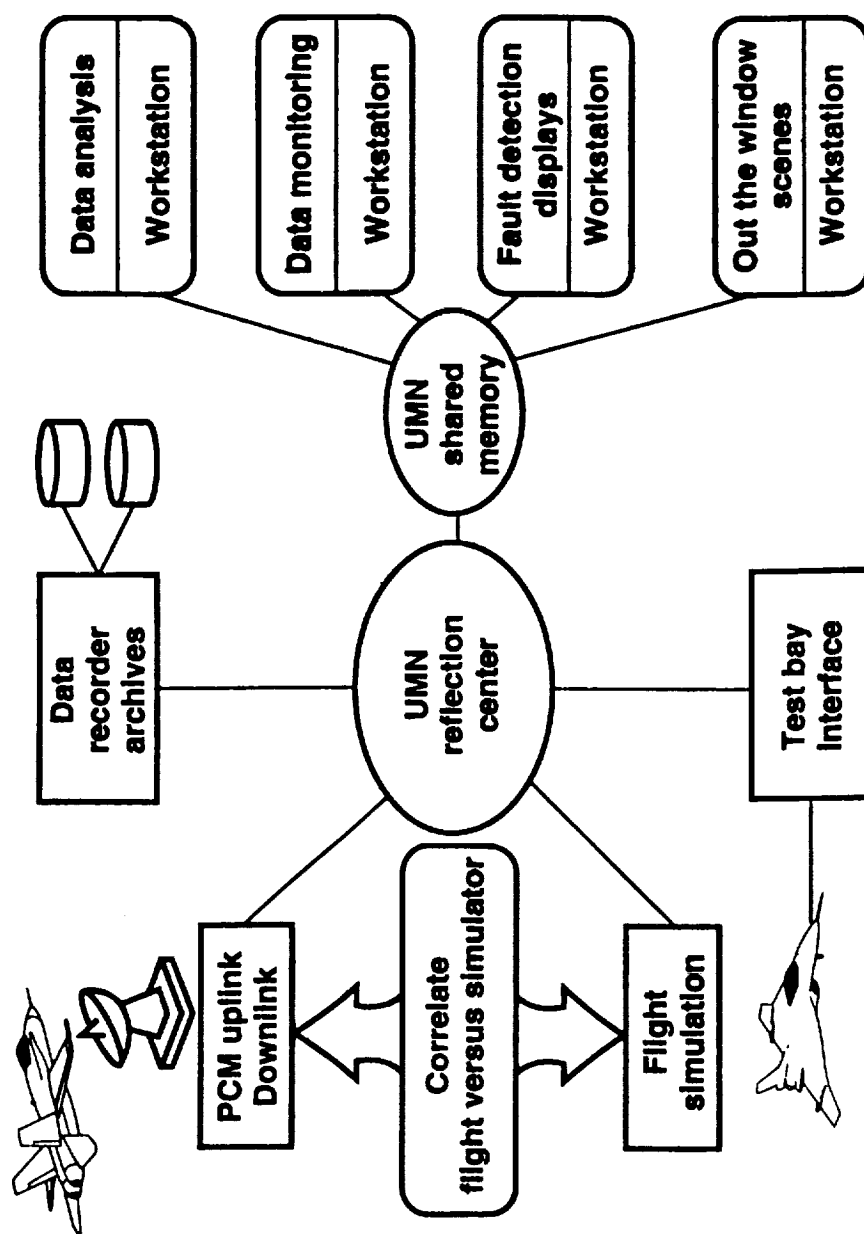 Data
recorder
archives
Data analysis
Workstation
Data monitoring
Workstation
Fault detection
displays
Workstation
Out the window
scenes
Workstation
UMN
shared
memory
UMN
reflection
center
PCM uplink
Downlink
Correlate
flight versus simulator
Flight
simulation
Test bay
Interface